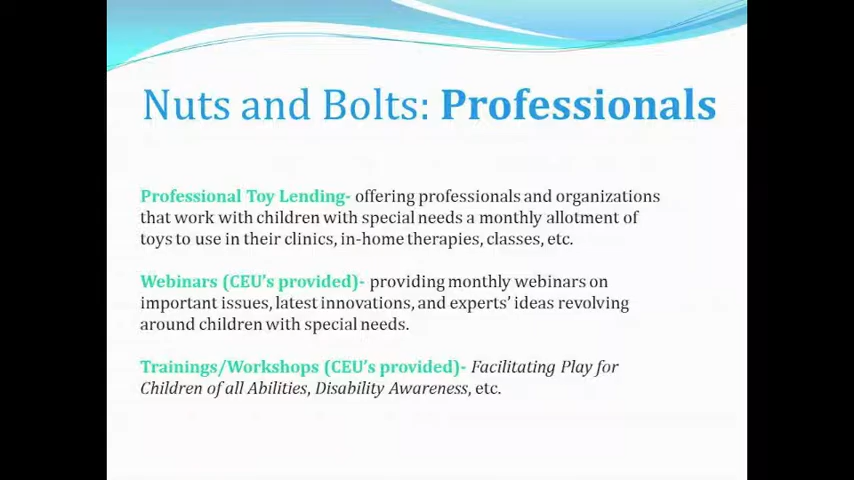 Nuts and Bolts: Professionals
Professional Toy Lending- offering professionals and organizations
that work with children with special needs a monthly allotment of
toys to use in their clinics, in-home therapies, classes, etc.
Webinars (CEU's provided)- providing monthly webinars on
important issues, latest innovations, and experts' ideas revolving
around children with special needs.
Trainings/Workshops (CEU's provided)- Facilitating Play for
Children of all Abilities, Disability Awareness, etc.